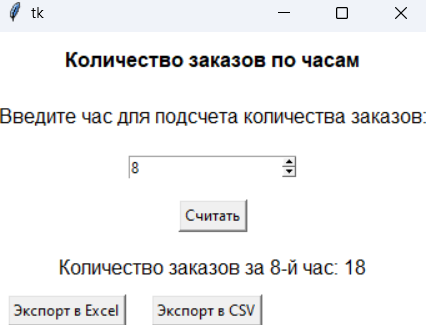 tk
Количество заказов по часам
Введите час для подсчета количества заказов:
8
Считать
Количество заказов за 8-й час: 18
Экспорт в Excel Экспорт в CSV